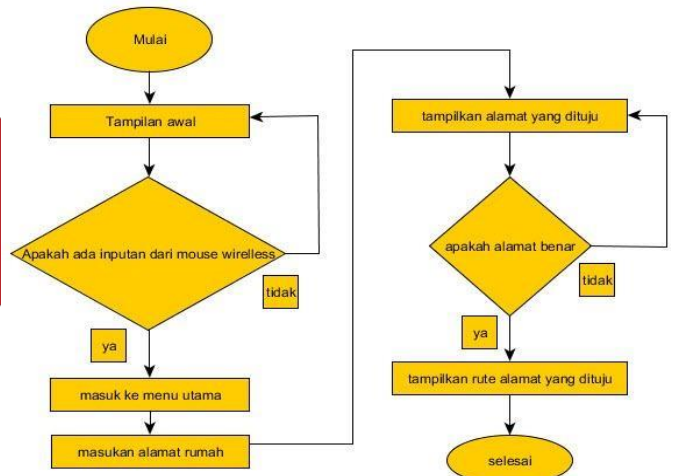 Mulai
Tampilan awal
Apakah ada inputan dari mouse wirelless
tidak
ya
masuk ke menu utama
masukan alamat rumah
tampilkan alamat yang dituju
apakah alamat benar
tidak
ya
tampilkan rute alamat yang dituju
selesai